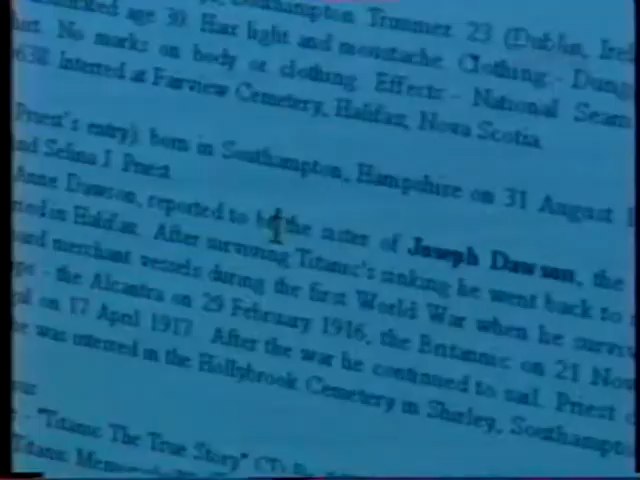 Southampton. Trimmer. 23 (Dublin, Irel
age 30. Hair light and moustache. Clothing - Dung
No marks on body or clothing. Effects - National Seam
Interred at Fairview Cemetery, Halifax, Nova Scotia.
Priest's entry): born in Southampton, Hampshire on 31 August 1
and Selina J. Priest
Anne Dawson, reported to be the sister of Joseph Dawson, the
in Halifax. After surviving Titanic's sinking he went back to
merchant vessels during the first World War when he surviv
- the Alcantra on 29 February 1916, the Britannic on 21 Nov
on 17 April 1917. After the war he continued to sail. Priest
he was interred in the Hollybrook Cemetery in Shirley, Southampto
- "Titanic The True Story" (
Titanic